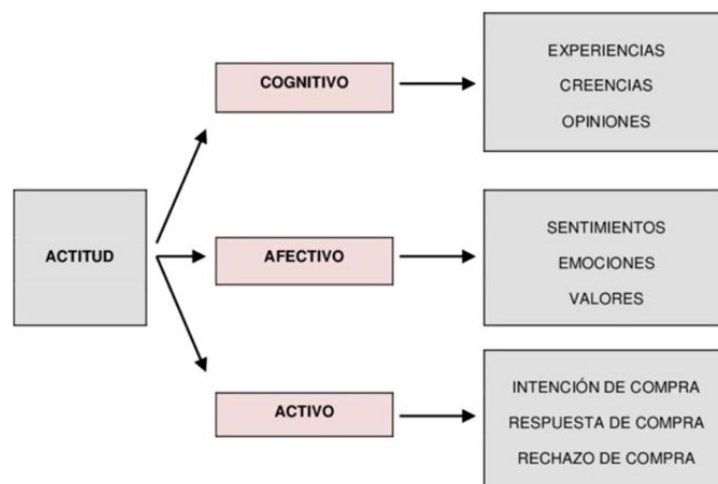 ACTITUD
COGNITIVO
EXPERIENCIAS
CREENCIAS
OPINIONES
AFECTIVO
SENTIMIENTOS
EMOCIONES
VALORES
ACTIVO
INTENCIÓN DE COMPRA
RESPUESTA DE COMPRA
RECHAZO DE COMPRA